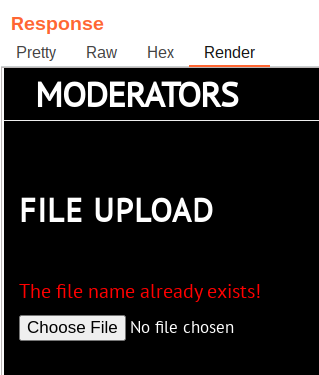 Response
Pretty Raw Hex Render
MODERATORS
FILE UPLOAD
The file name already exists!
Choose File No file chosen